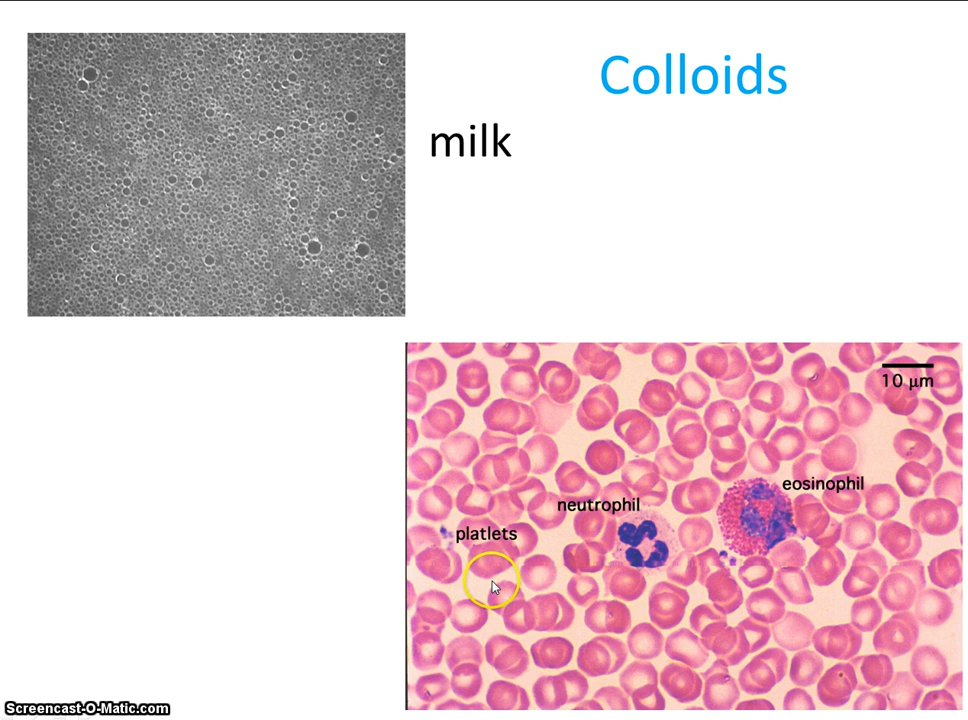 Colloids
milk
10 µm
eosinophil
neutrophil
platlets
Screencast-O-Matic.com